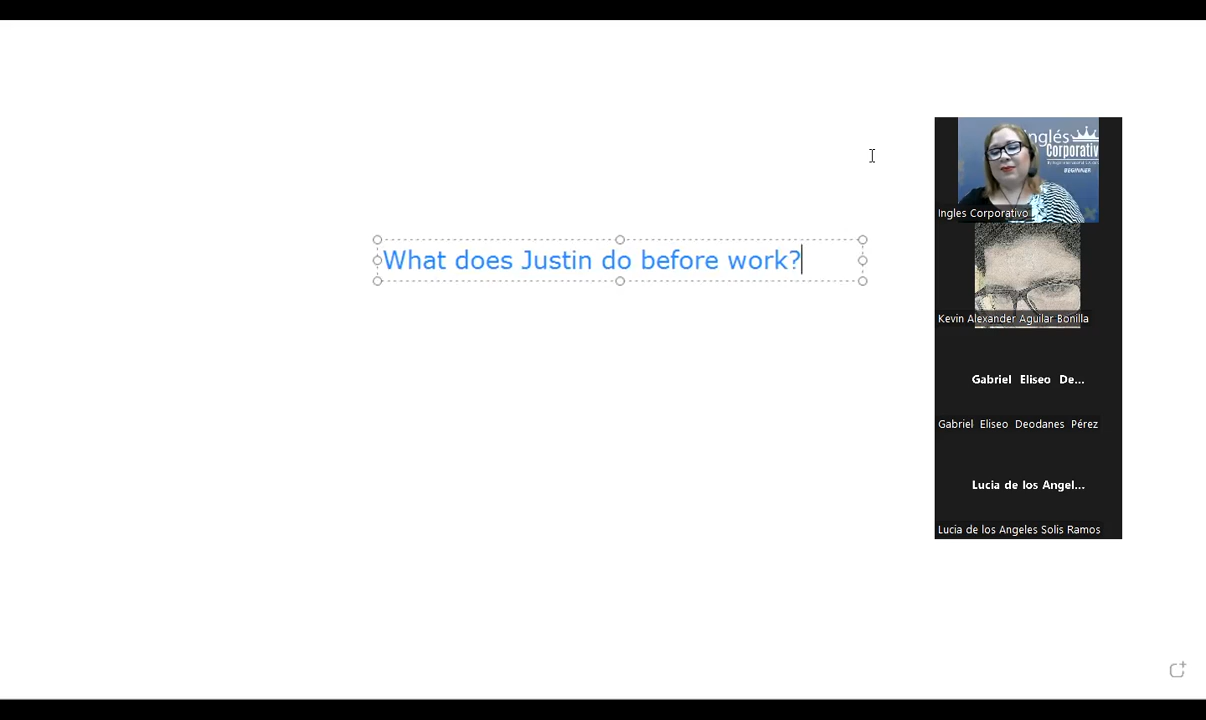 What does Justin do before work?
Inglés
Corporativ
BEGINNER
Ingles Corporativo
Kevin Alexander Aguilar Bonilla
Gabriel Eliseo De...
Gabriel Eliseo Deodanes Pérez
Lucia de los Angel...
Lucia de los Angeles Solis Ramos